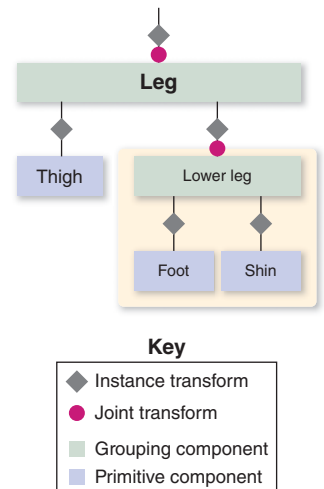 Leg
Thigh
Lower leg
Foot
Shin
Key
Instance transform
Joint transform
Grouping component
Primitive component